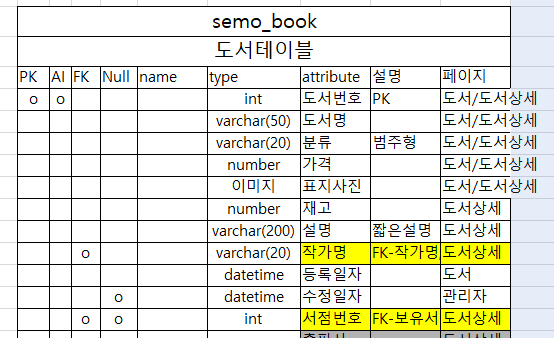 semo_book
도서테이블
PK AI FK Null name type attribute 설명 페이지
o o int 도서번호 PK 도서/도서상세
varchar(50) 도서명 도서/도서상세
varchar(20) 분류 범주형 도서/도서상세
number 가격 도서/도서상세
이미지 표지사진 도서/도서상세
number 재고 도서상세
varchar(200) 설명 짧은설명 도서상세
o varchar(20) 작가명 FK-작가명 도서상세
datetime 등록일자 도서
o datetime 수정일자 관리자
o o int 서점번호 FK-보유서 도서상세